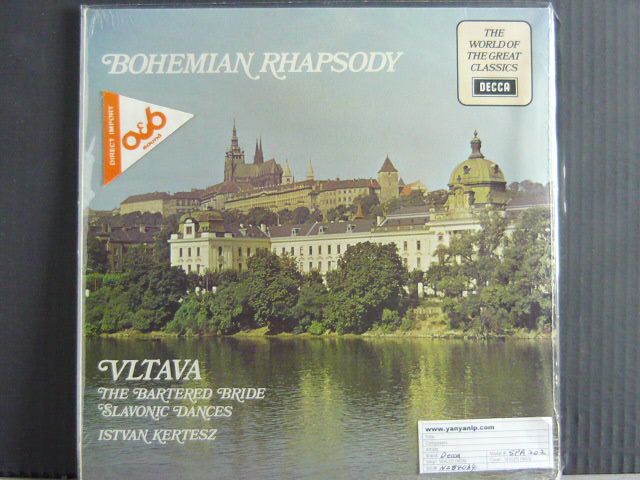 BOHEMIAN RHAPSODY
THE
WORLD OF
THE GREAT
CLASSICS
DECCA
DIRECT IMPORT
a&b
sound
VLTAVA
THE BARTERED BRIDE
SLAVONIC DANCES
ISTVAN KERTESZ
www.yanyanlp.com
Decca
SPA 202